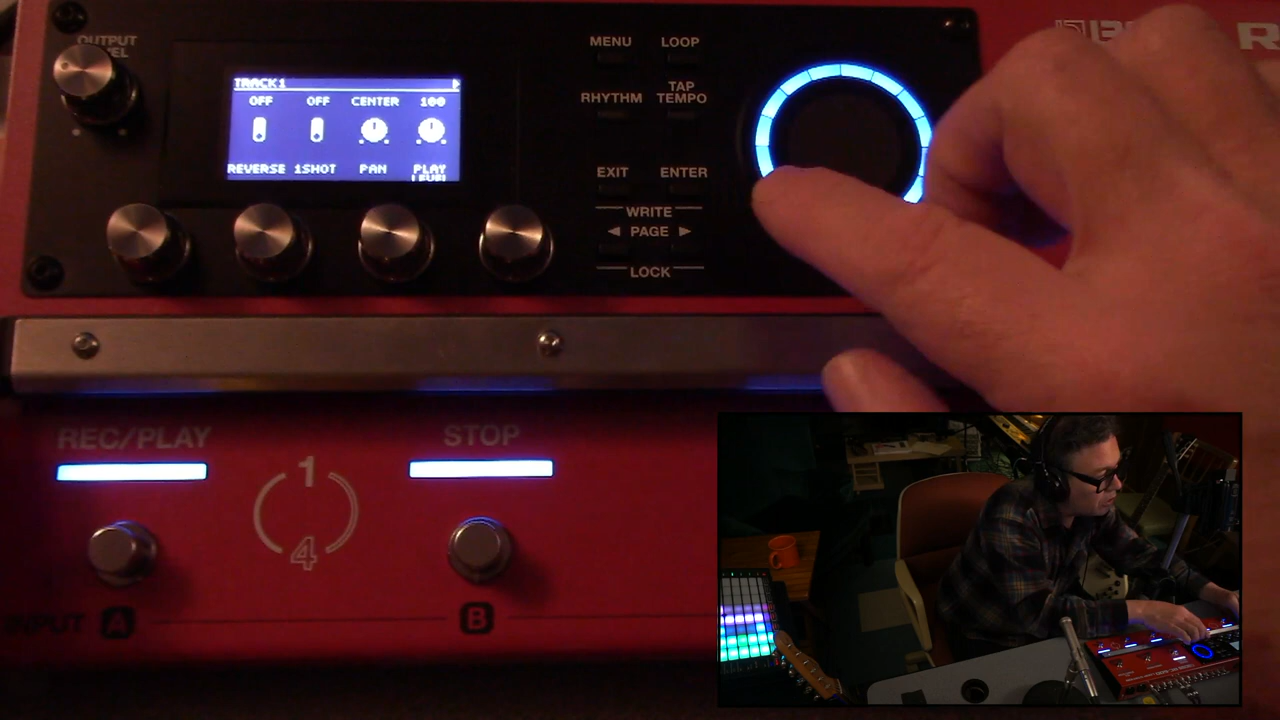 OUTPUT
LEVEL
TRACK1
OFF OFF CENTER 100
REVERSE 1SHOT PAN PLAY
LEVEL
MENU LOOP
RHYTHM TAP
TEMPO
EXIT ENTER
WRITE
PAGE
LOCK
REC/PLAY
STOP
1
4
INPUT A
B
R